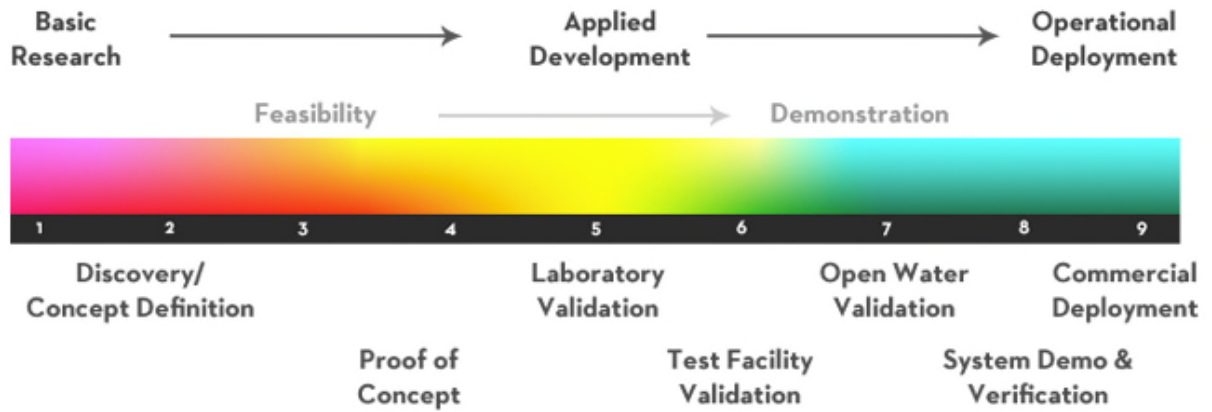 Basic
Research
Applied
Development
Operational
Deployment
Feasibility
Demonstration
1 2 3 4 5 6 7 8 9
Discovery/
Concept Definition
Laboratory
Validation
Open Water
Validation
Commercial
Deployment
Proof of
Concept
Test Facility
Validation
System Demo &
Verification